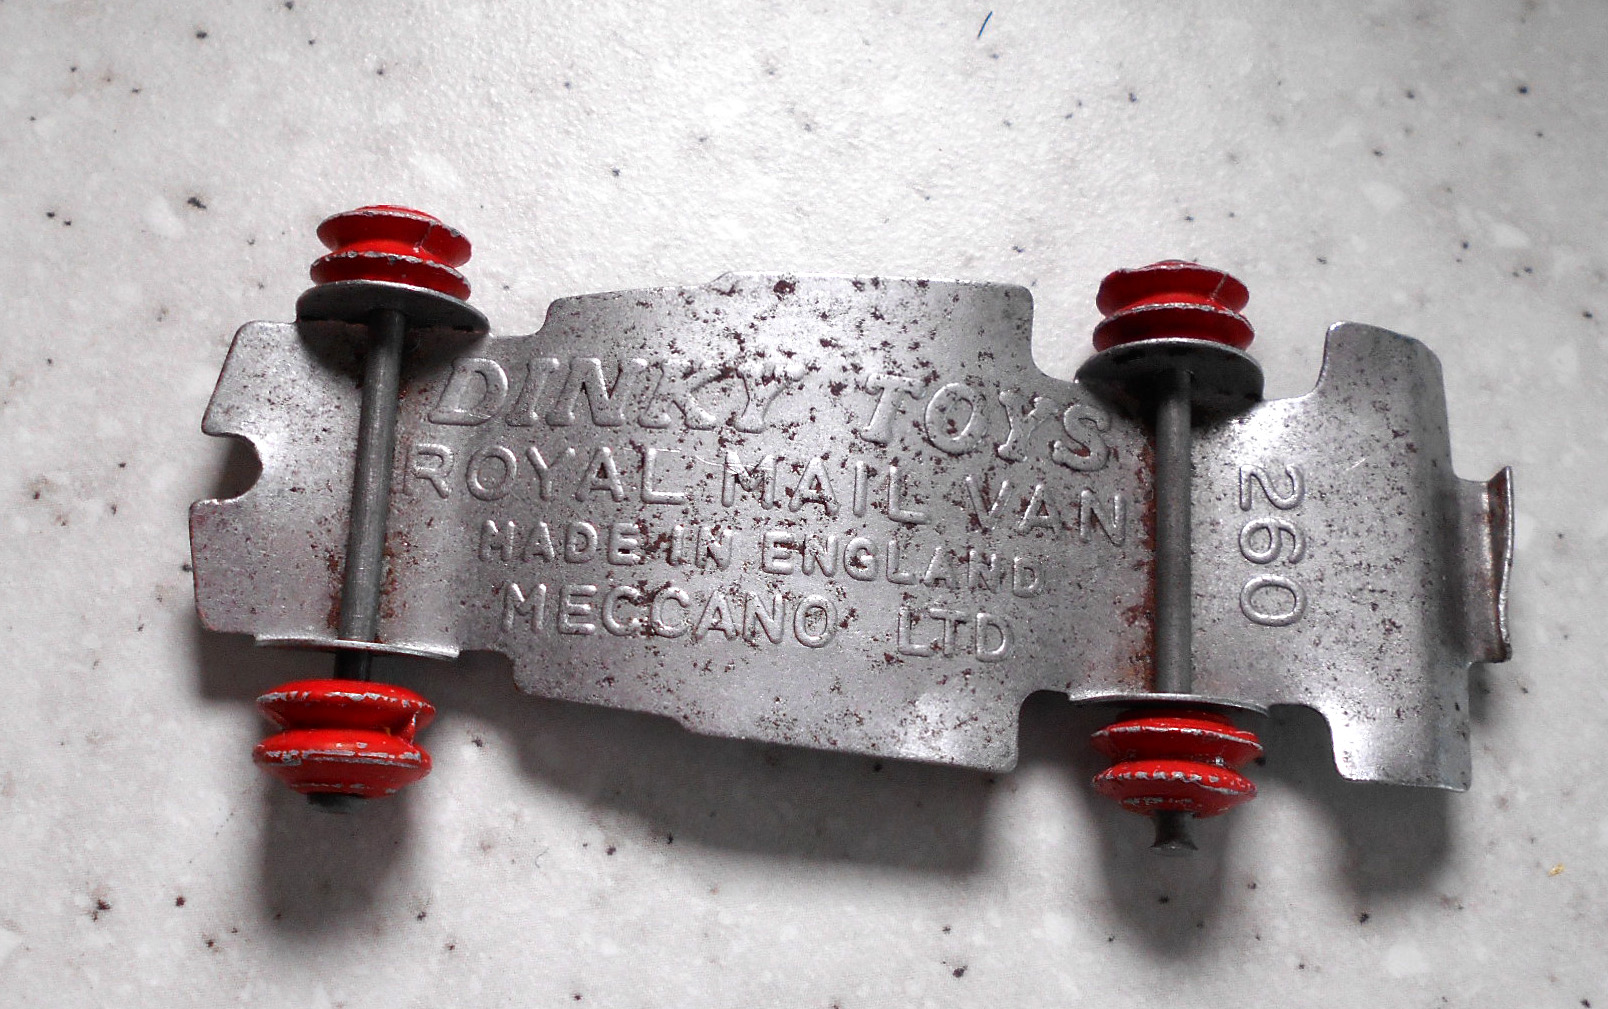 DINKY TOYS
ROYAL MAIL VAN
MADE IN ENGLAND
MECCANO LTD
260